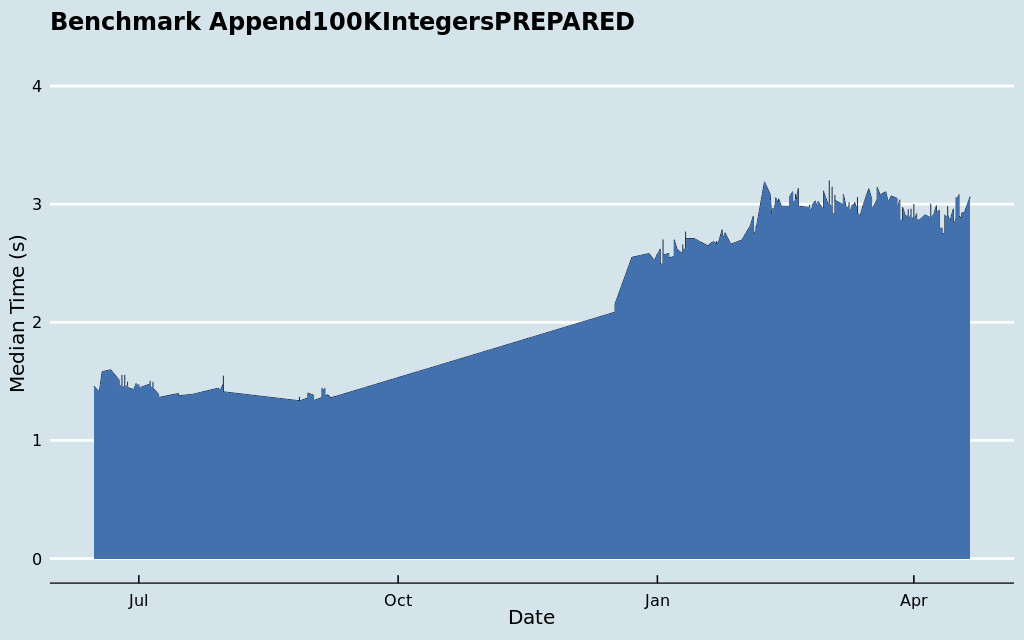 Benchmark Append100KIntegersPREPARED
4
3
2
1
0
Median Time (s)
Jul Oct Jan Apr
Date